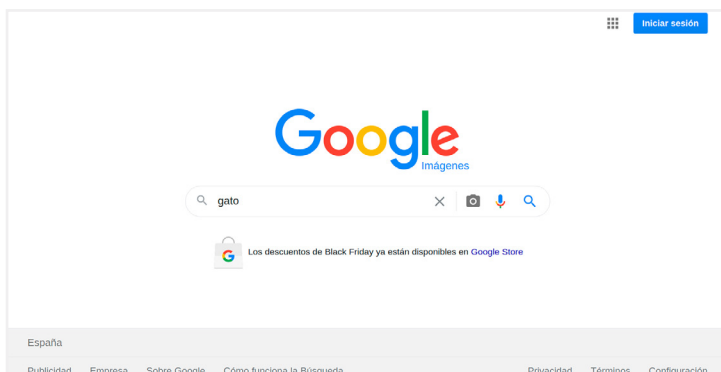 Iniciar sesión
Google
Imágenes
gato
G
Los descuentos de Black Friday ya están disponibles en Google Store
España
Publicidad Empresa Sobre Google Cómo funciona la Búsqueda Privacidad Términos Configuración